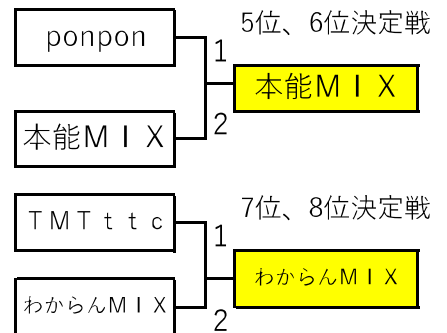 5位、6位決定戦
ponpon
1
本能ＭＩＸ
2
本能ＭＩＸ
7位、8位決定戦
ＴＭＴｔｔｃ
1
わからんＭＩＸ
2
わからんＭＩＸ